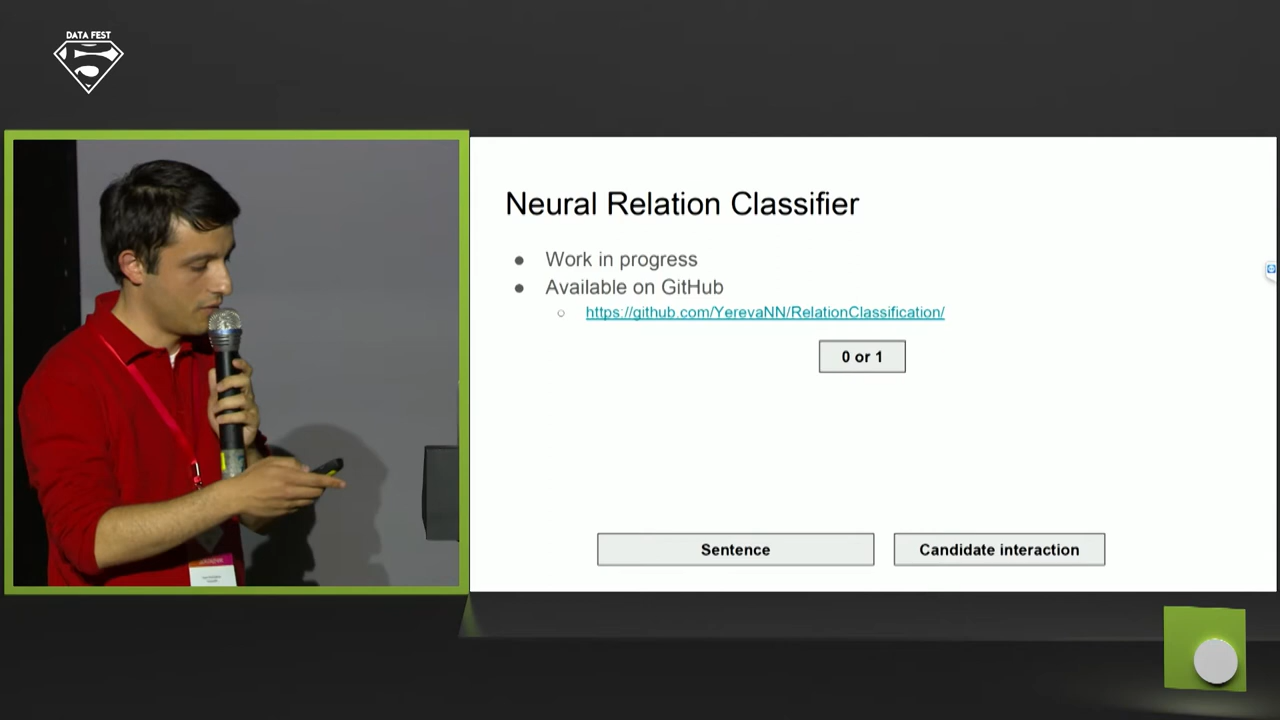 DATA FEST
Neural Relation Classifier
● Work in progress
● Available on GitHub
○ https://github.com/YerevaNN/RelationClassification/
0 or 1
Sentence
Candidate interaction